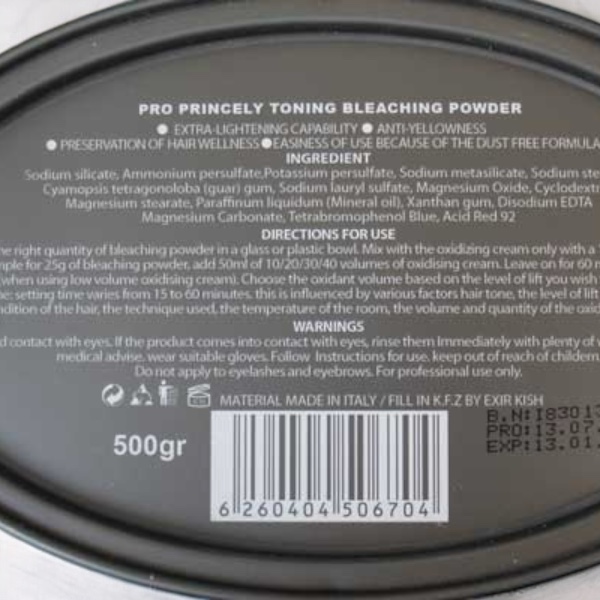 PRO PRINCELY TONING BLEACHING POWDER
● EXTRA-LIGHTENING CAPABILITY ● ANTI-YELLOWNESS
● PRESERVATION OF HAIR WELLNESS ● EASINESS OF USE BECAUSE OF THE DUST FREE FORMULA
INGREDIENT
Sodium silicate, Ammonium persulfate,Potassium persulfate, Sodium metasilicate, Sodium ste
Cyamopsis tetragonoloba (guar) gum, Sodium lauryl sulfate, Magnesium Oxide, Cyclodextr
Magnesium stearate, Paraffinum liquidum (Mineral oil), Xanthan gum, Disodium EDTA
Magnesium Carbonate, Tetrabromophenol Blue, Acid Red 92
DIRECTIONS FOR USE
he right quantity of bleaching powder in a glass or plastic bowl. Mix with the oxidizing cream only with a
mple for 25g of bleaching powder, add 50ml of 10/20/30/40 volumes of oxidising cream. Leave on for 60 m
(when using low volume oxidising cream). Choose the oxidant volume based on the level of lift you wish
e: setting time varies from 15 to 60 minutes. this is influenced by various factors hair tone, the level of lift
ndition of the hair, the technique used, the temperature of the room, the volume and quantity of the oxid
WARNINGS
d contact with eyes. If the product comes into contact with eyes, rinse them Immediately with plenty of
medical advise. wear suitable gloves. Follow Instructions for use. keep out of reach of childern.
Do not apply to eyelashes and eyebrows. For professional use only.
MATERIAL MADE IN ITALY / FILL IN K.F.Z BY EXIR KISH
B.N:I83013
PRO:13.07.
EXP:13.01.
500gr
6 260404 506704